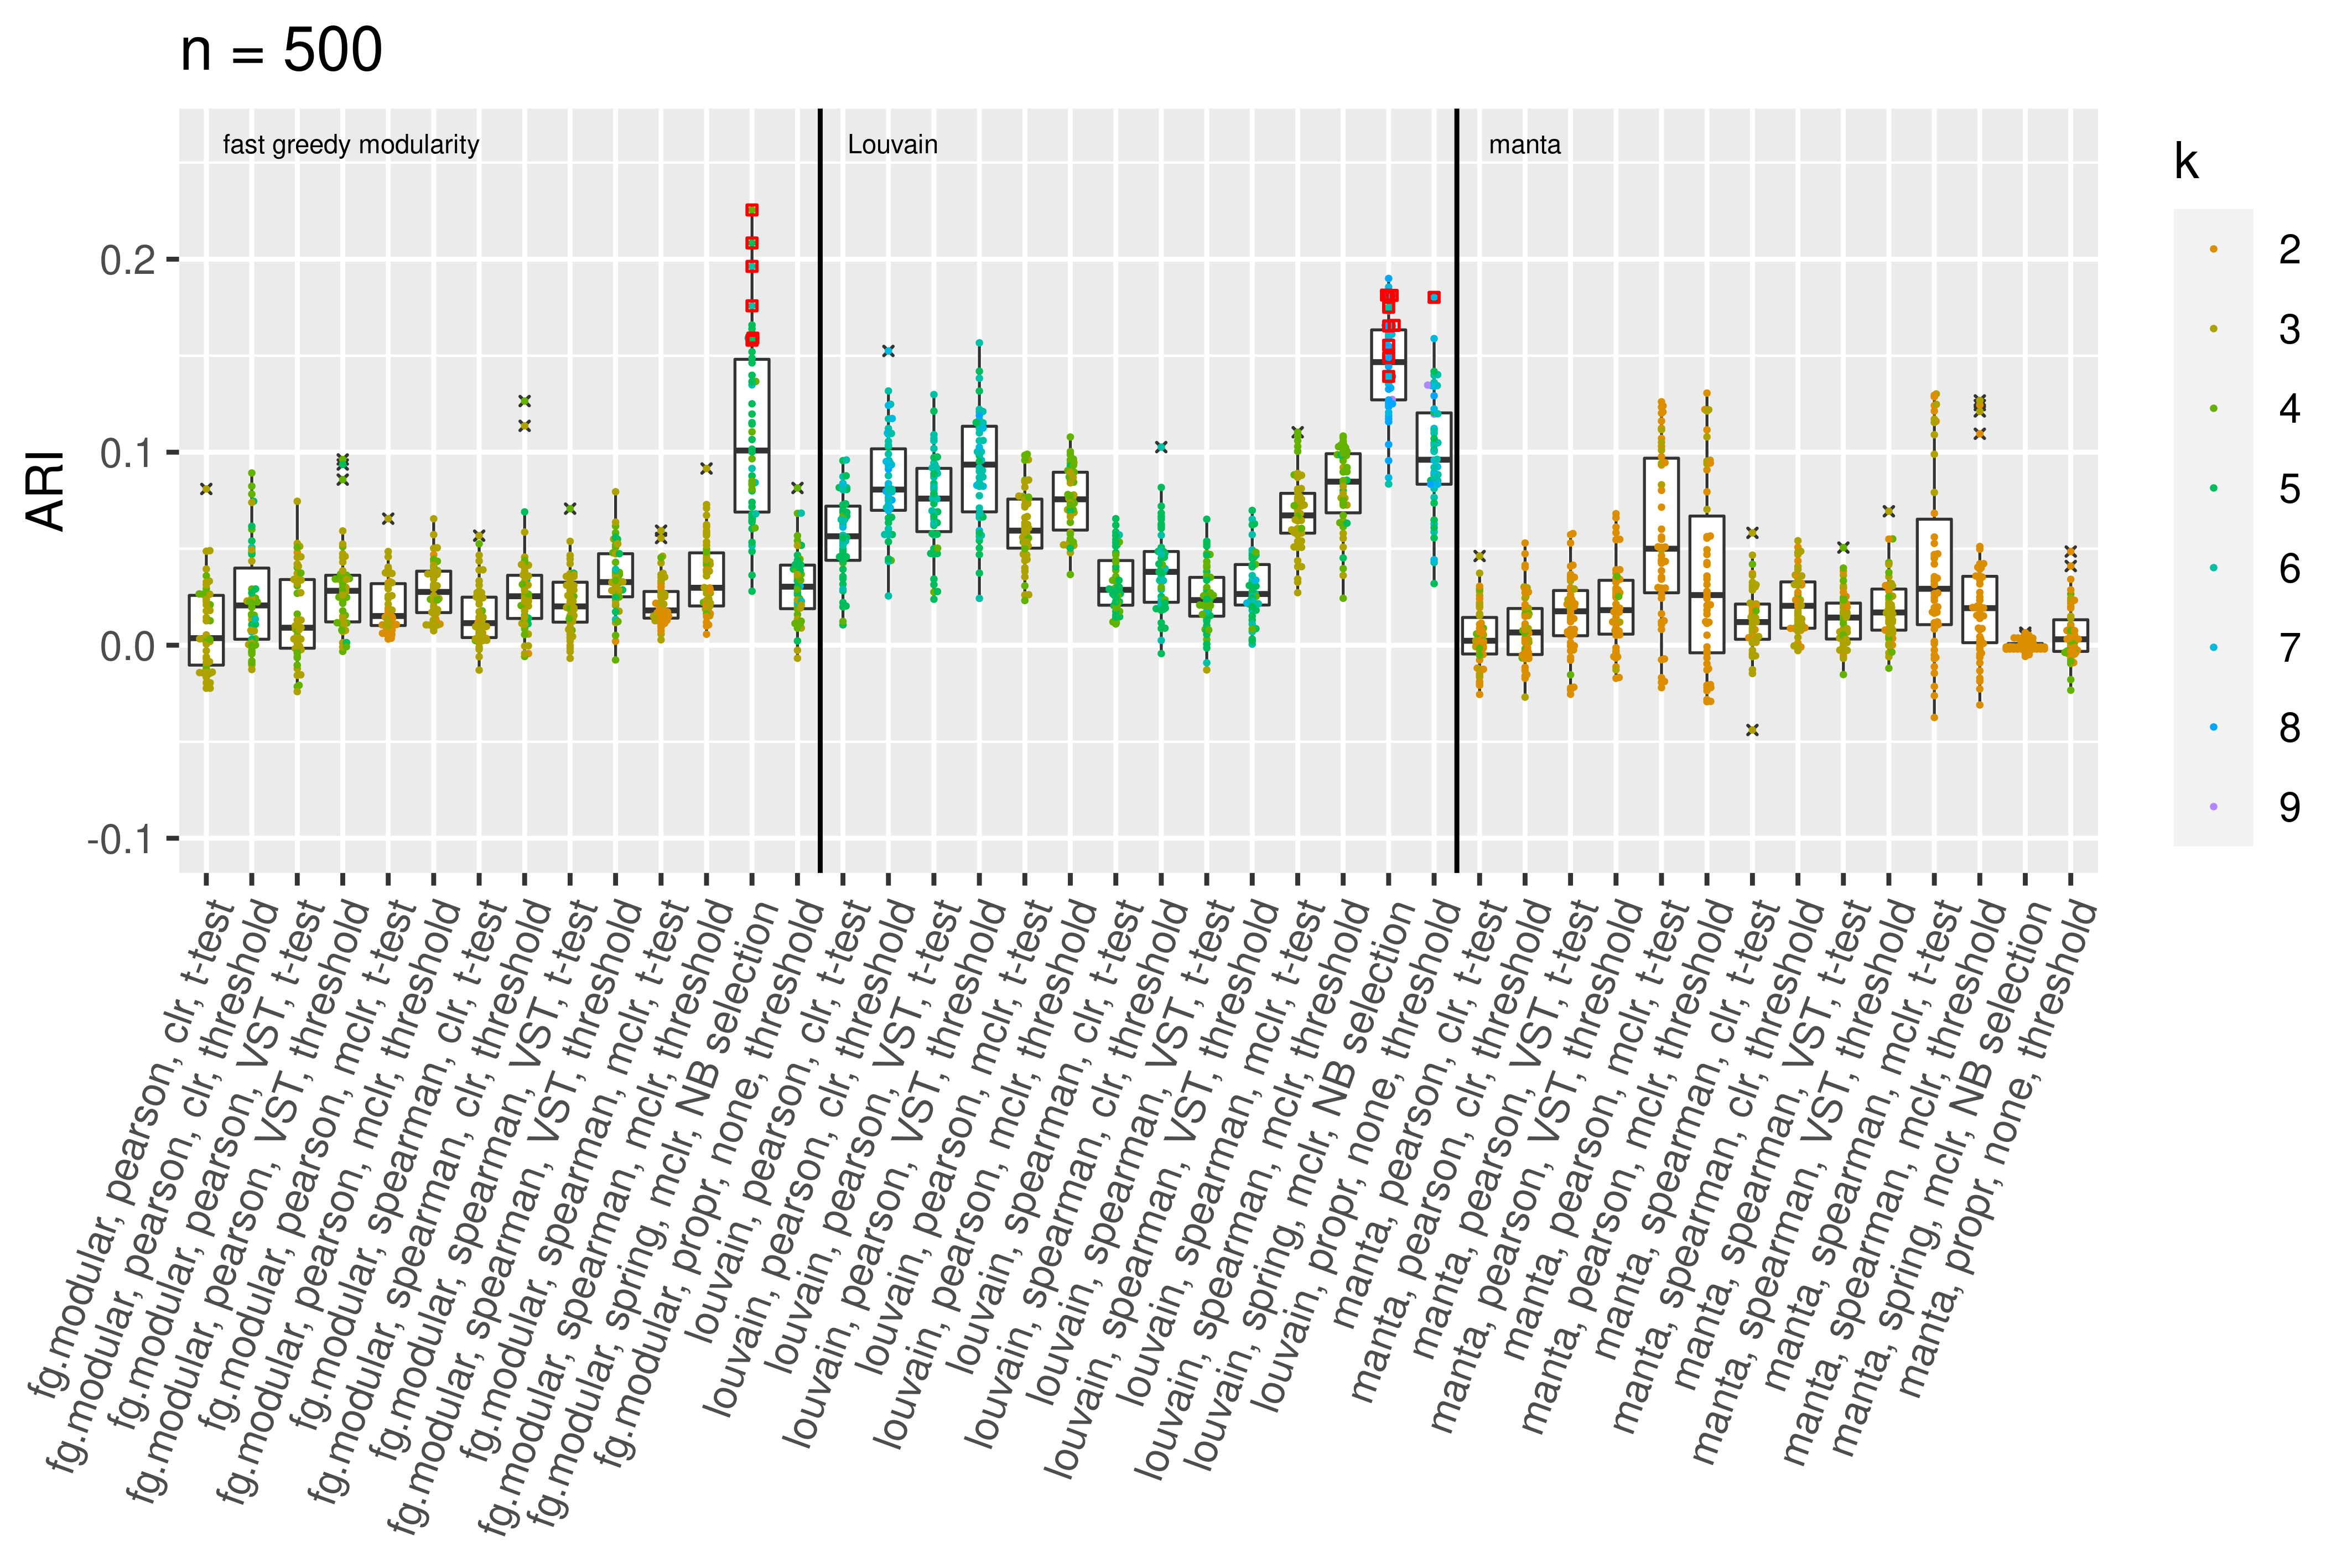 n = 500
fast greedy modularity
Louvain
manta
ARI
0.2
0.1
0.0
-0.1
k
2
3
4
5
6
7
8
9
fg.modular, pearson, clr, t-test
fg.modular, pearson, clr, threshold
fg.modular, pearson, VST, t-test
fg.modular, pearson, VST, threshold
fg.modular, pearson, mclr, t-test
fg.modular, pearson, mclr, threshold
fg.modular, spearman, clr, t-test
fg.modular, spearman, clr, threshold
fg.modular, spearman, VST, t-test
fg.modular, spearman, VST, threshold
fg.modular, spearman, mclr, t-test
fg.modular, spearman, mclr, threshold
fg.modular, spring, mclr, NB selection
fg.modular, propr, none, threshold
louvain, pearson, clr, t-test
louvain, pearson, clr, threshold
louvain, pearson, VST, t-test
louvain, pearson, VST, threshold
louvain, pearson, mclr, t-test
louvain, pearson, mclr, threshold
louvain, spearman, clr, t-test
louvain, spearman, clr, threshold
louvain, spearman, VST, t-test
louvain, spearman, VST, threshold
louvain, spearman, mclr, t-test
louvain, spearman, mclr, threshold
louvain, spring, mclr, NB selection
louvain, propr, none, threshold
manta, pearson, clr, t-test
manta, pearson, clr, threshold
manta, pearson, VST, t-test
manta, pearson, VST, threshold
manta, pearson, mclr, t-test
manta, pearson, mclr, threshold
manta, spearman, clr, t-test
manta, spearman, clr, threshold
manta, spearman, VST, t-test
manta, spearman, VST, threshold
manta, spearman, mclr, t-test
manta, spearman, mclr, threshold
manta, spring, mclr, NB selection
manta, propr, none, threshold